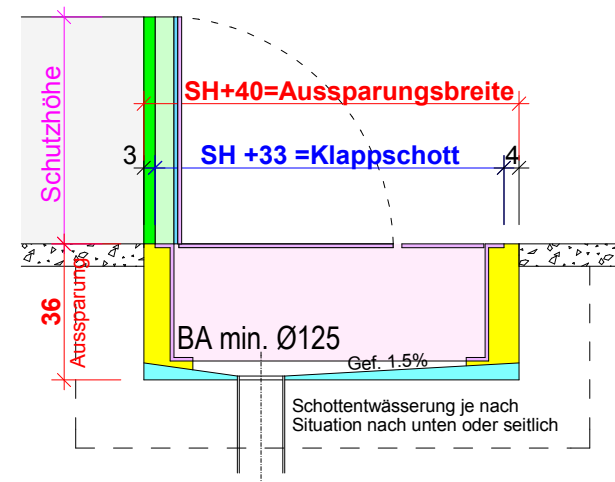 Schutzhöhe
SH+40=Aussparungsbreite
3
SH +33 =Klappschott
4
36
Aussparung
BA min. Ø125
Gef. 1.5%
Schottentwässerung je nach
Situation nach unten oder seitlich